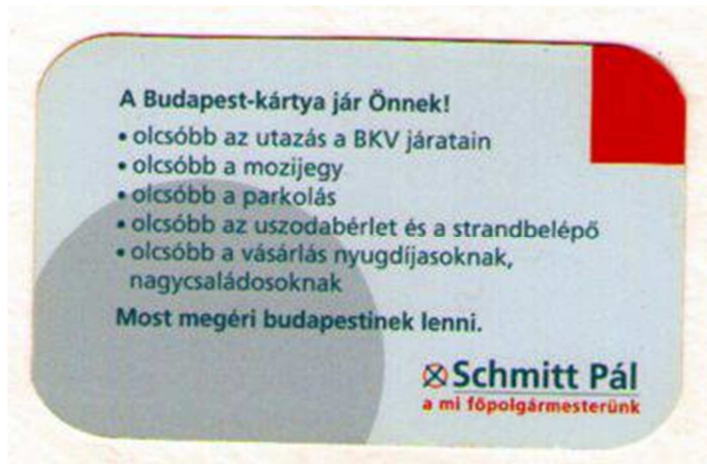 A Budapest-kártya jár Önnek!
• olcsóbb az utazás a BKV járatain
• olcsóbb a mozijegy
• olcsóbb a parkolás
• olcsóbb az uszodabérlet és a strandbelépő
• olcsóbb a vásárlás nyugdíjasoknak,
nagycsaládosoknak
Most megéri budapestinek lenni.
Schmitt Pál
a mi főpolgármesterünk